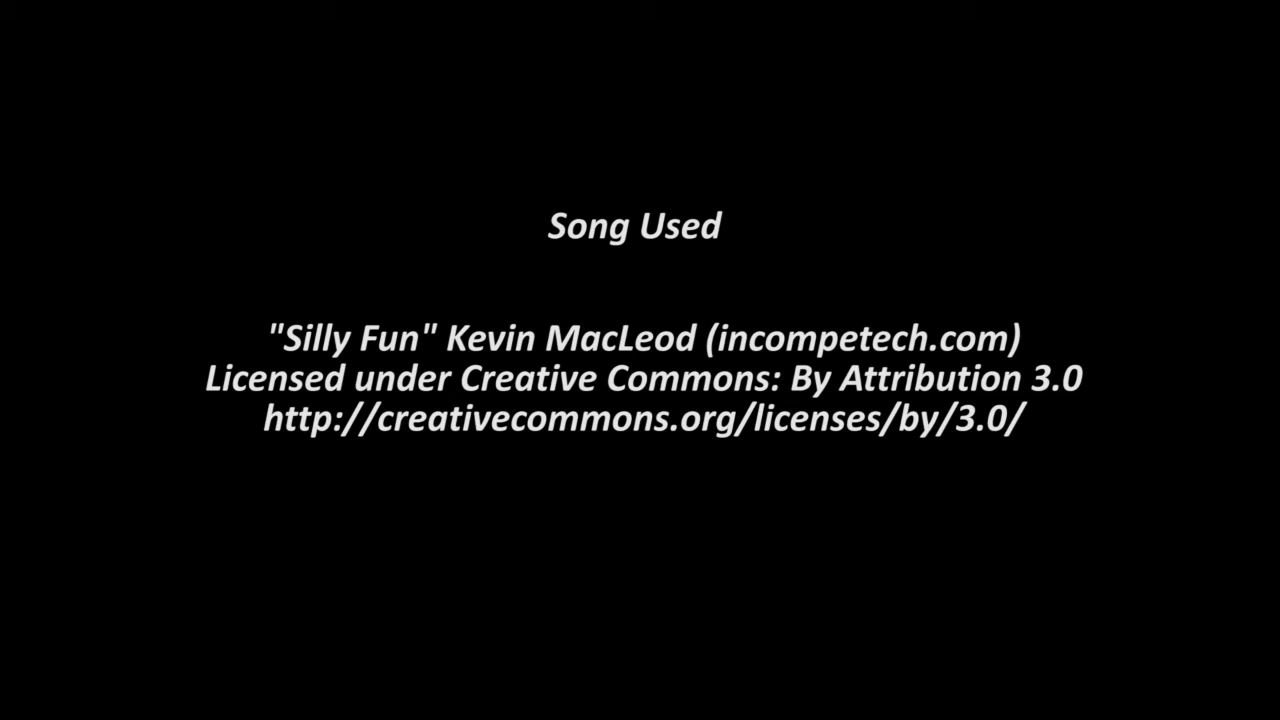 Song Used
"Silly Fun" Kevin MacLeod (incompetech.com)
Licensed under Creative Commons: By Attribution 3.0
http://creativecommons.org/licenses/by/3.0/